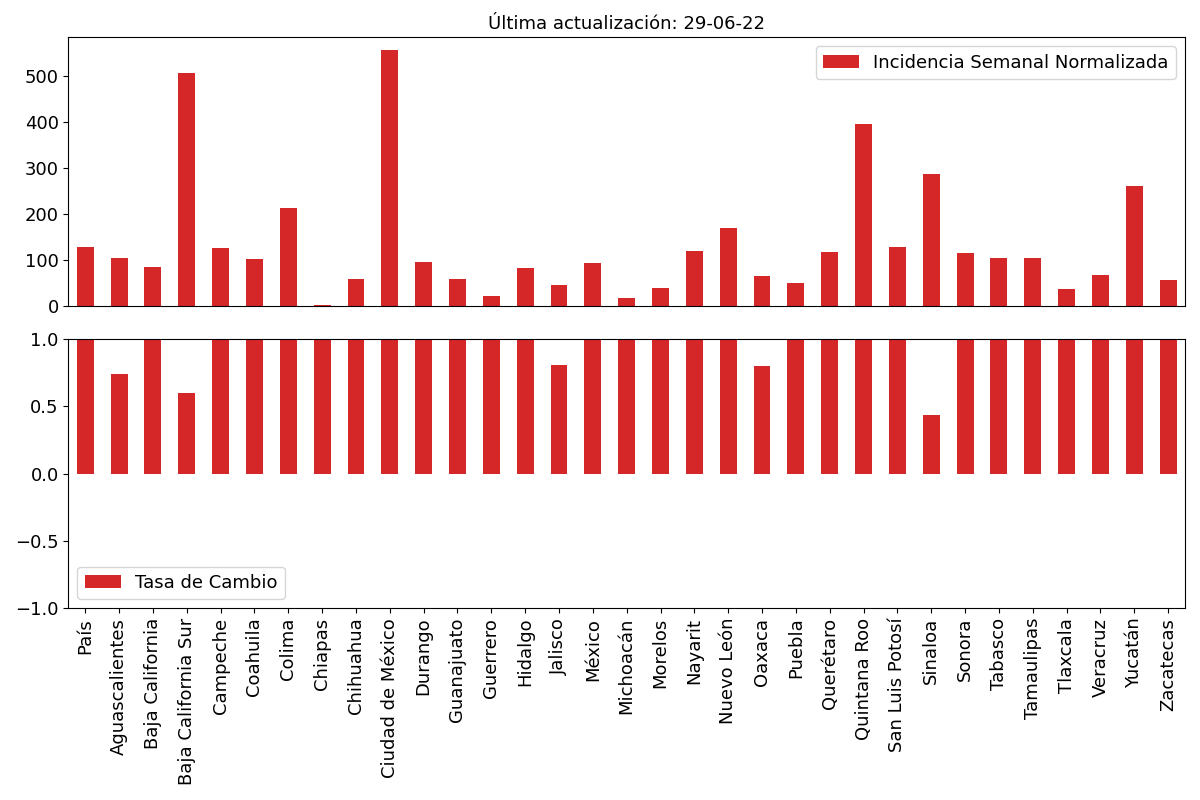 Última actualización: 29-06-22
Incidencia Semanal Normalizada
500
400
300
200
100
0
1.0
0.5
0.0
−0.5
−1.0
Tasa de Cambio
País
Aguascalientes
Baja California
Baja California Sur
Campeche
Coahuila
Colima
Chiapas
Chihuahua
Ciudad de México
Durango
Guanajuato
Guerrero
Hidalgo
Jalisco
México
Michoacán
Morelos
Nayarit
Nuevo León
Oaxaca
Puebla
Querétaro
Quintana Roo
San Luis Potosí
Sinaloa
Sonora
Tabasco
Tamaulipas
Tlaxcala
Veracruz
Yucatán
Zacatecas